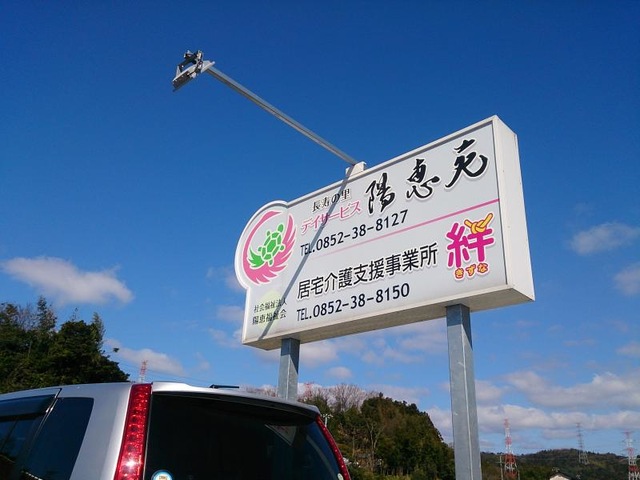 長寿の里
デイサービス 陽恵苑
TEL.0852-38-8127
居宅介護支援事業所 絆
きずな
社会福祉法人
陽恵福祉会
TEL.0852-38-8150